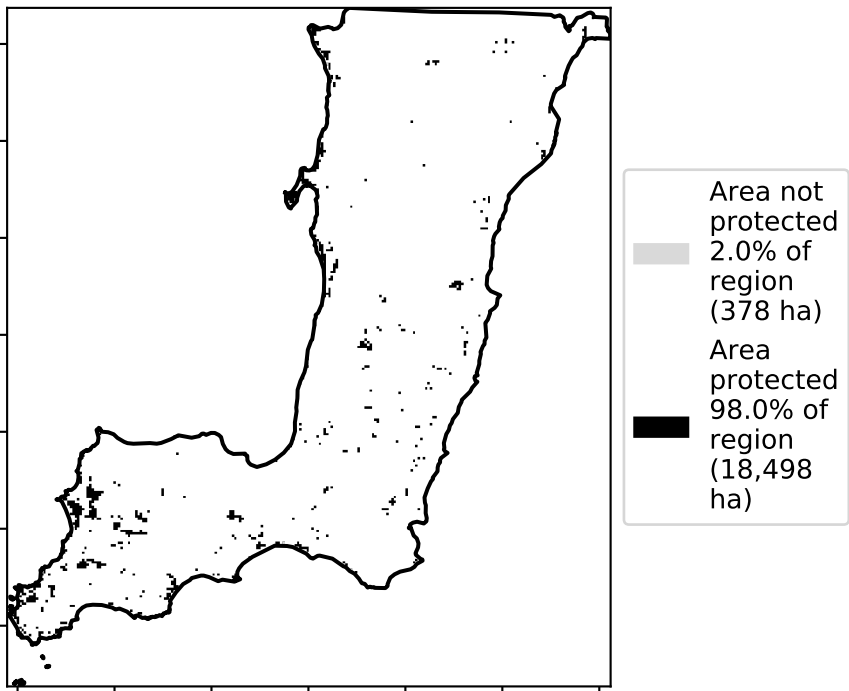 Area not
protected
2.0% of
region
(378 ha)
Area
protected
98.0% of
region
(18,498
ha)